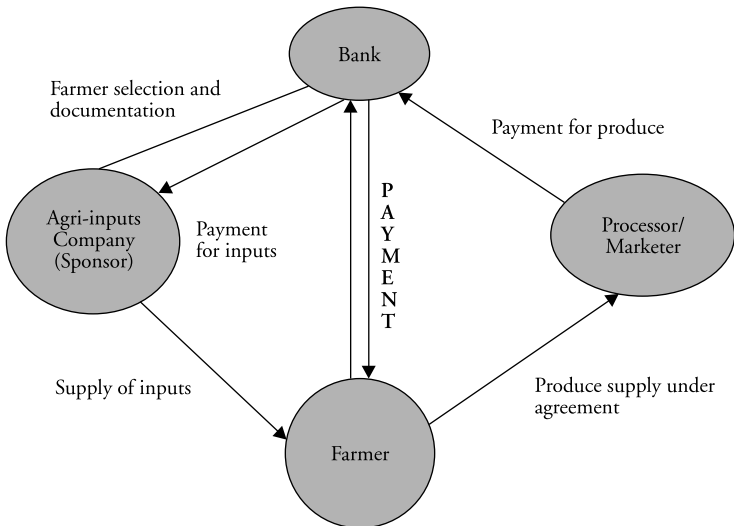 Bank
Farmer selection and
documentation
Payment for produce
Agri-inputs
Company
(Sponsor)
Payment
for inputs
PAYMENT
Processor/
Marketer
Supply of inputs
Produce supply under
agreement
Farmer